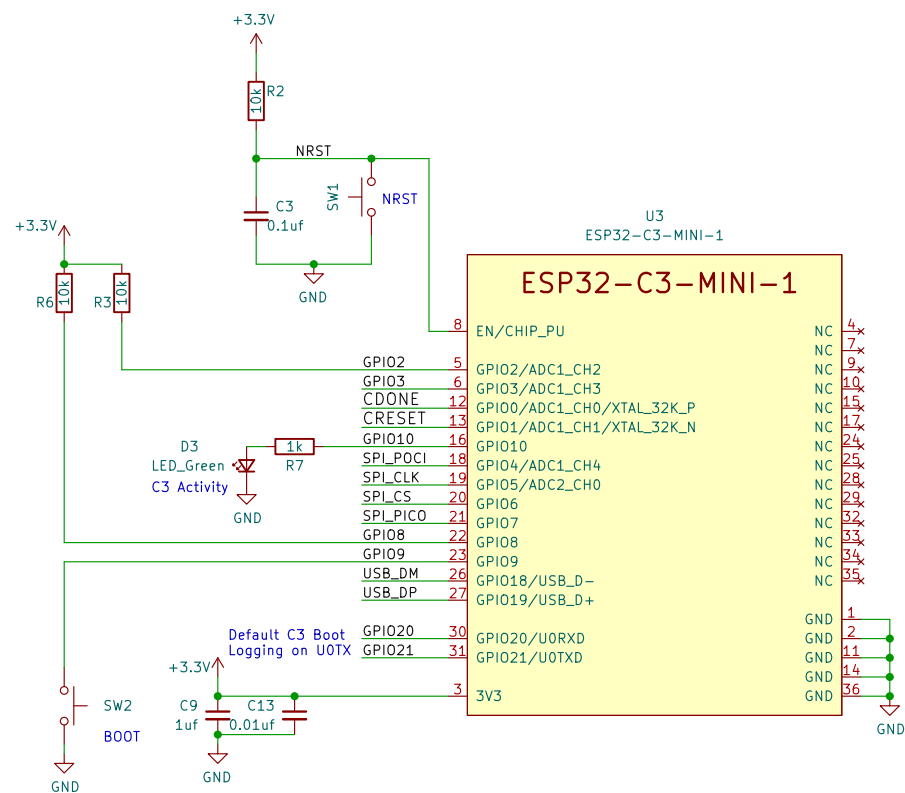 +3.3V
R2
10k
NRST
SW1
NRST
C3
0.1uf
GND
+3.3V
R6
10k
R3
10k
U3
ESP32-C3-MINI-1
ESP32-C3-MINI-1
8 EN/CHIP_PU
GPIO2 5 GPIO2/ADC1_CH2
GPIO3 6 GPIO3/ADC1_CH3
CDONE 12 GPIO0/ADC1_CH0/XTAL_32K_P
CRESET 13 GPIO1/ADC1_CH1/XTAL_32K_N
GPIO10 16 GPIO10
SPI_POCI 18 GPIO4/ADC1_CH4
SPI_CLK 19 GPIO5/ADC2_CH0
SPI_CS 20 GPIO6
SPI_PICO 21 GPIO7
GPIO8 22 GPIO8
GPIO9 23 GPIO9
USB_DM 26 GPIO18/USB_D-
USB_DP 27 GPIO19/USB_D+
GPIO20 30 GPIO20/U0RXD
GPIO21 31 GPIO21/U0TXD
3 3V3
NC 4
NC 7
NC 9
NC 10
NC 15
NC 17
NC 24
NC 25
NC 28
NC 29
NC 32
NC 33
NC 34
NC 35
GND 1
GND 2
GND 11
GND 14
GND 36
GND
D3
LED_Green
C3 Activity
1k
R7
GND
Default C3 Boot
Logging on U0TX
+3.3V
C9
1uf
C13
0.01uf
GND
SW2
BOOT
GND